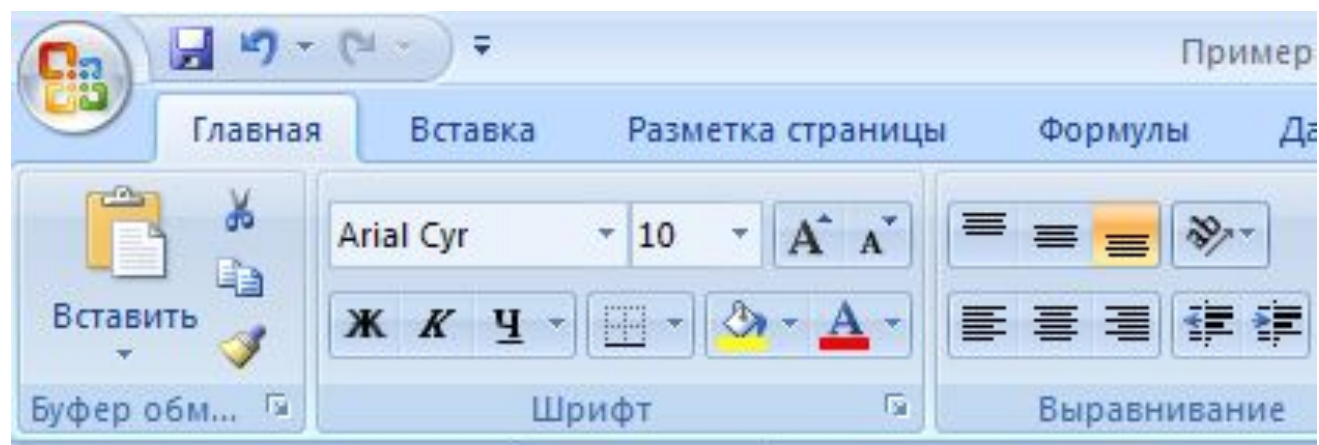 Пример
Главная Вставка Разметка страницы Формулы
Вставить
Arial Cyr 10 А А
Ж К Ч А
Буфер обм... Шрифт Выравнивание